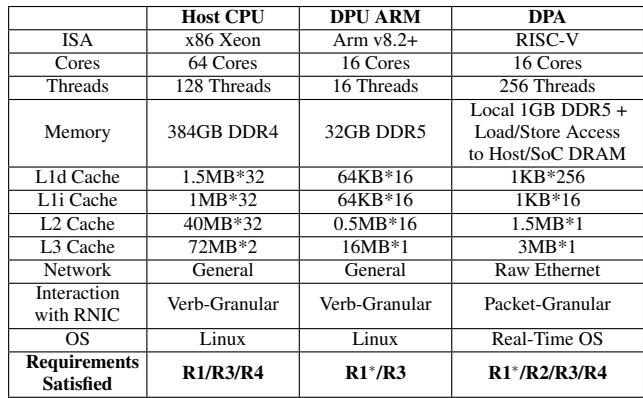 Host CPU DPU ARM DPA
ISA x86 Xeon Arm v8.2+ RISC-V
Cores 64 Cores 16 Cores 16 Cores
Threads 128 Threads 16 Threads 256 Threads
Memory 384GB DDR4 32GB DDR5 Local 1GB DDR5 +
Load/Store Access
to Host/SoC DRAM
L1d Cache 1.5MB*32 64KB*16 1KB*256
L1i Cache 1MB*32 64KB*16 1KB*16
L2 Cache 40MB*32 0.5MB*16 1.5MB*1
L3 Cache 72MB*2 16MB*1 3MB*1
Network General General Raw Ethernet
Interaction
with RNIC Verb-Granular Verb-Granular Packet-Granular
OS Linux Linux Real-Time OS
Requirements
Satisfied R1/R3/R4 R1*/R3 R1*/R2/R3/R4